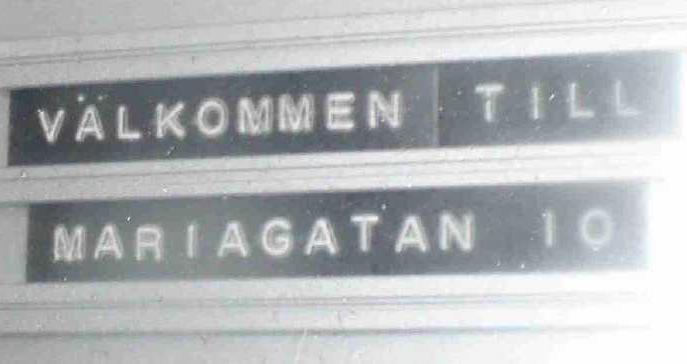 VÄLKOMMEN TILL
MARIAGATAN 10